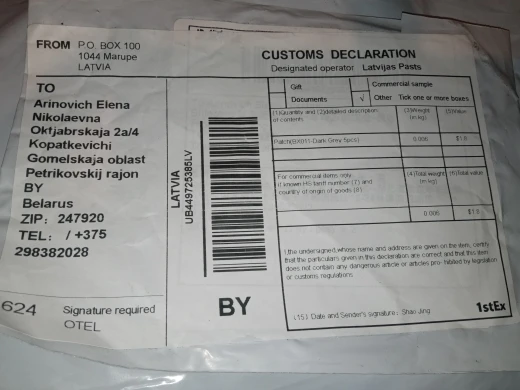 FROM P.O. BOX 100
1044 Marupe
LATVIA
TO
Arinovich Elena
Nikolaevna
Oktjabrskaja 2a/4
Kopatkevichi
Gomelskaja oblast
Petrikovskij rajon
BY
Belarus
ZIP: 247920
TEL: / +375
298382028
624
Signature required
OTEL
LATVIA
UB449725385LV
BY
CUSTOMS DECLARATION
Designated operator Latvijas Pasts
Gift
Commercial sample
Documents
√ Other Tick one or more boxes
(1)Quantity and (2)detailed description
of contents
(3)Weight
(in kg)
(5)Value
Patch(BX011-Dark Grey 5pcs)
0.006
$1.6
For commercial items only
If known HS tariff number (7) and
country of origin of goods (8)
(4)Total weight
(in kg)
(6)Total value
0.006
$1.6
I,the undersigned,whose name and address are given on the item, certify
that the particulars given in this declaration are correct and that this item
does not contain any dangerous article or articles pro- hibited by legislation
or customs regulations
(15) Date and Sender's signature: Shao Jing
1stEx